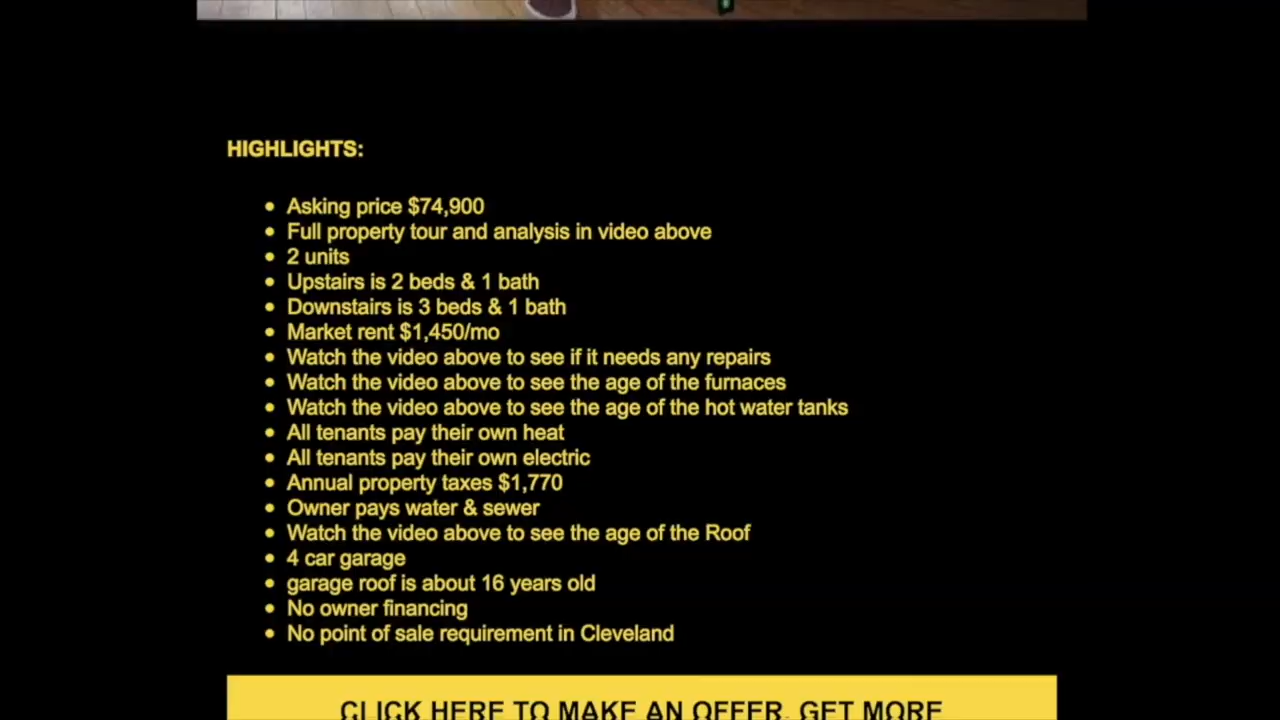 HIGHLIGHTS:
Asking price $74,900
Full property tour and analysis in video above
2 units
Upstairs is 2 beds & 1 bath
Downstairs is 3 beds & 1 bath
Market rent $1,450/mo
Watch the video above to see if it needs any repairs
Watch the video above to see the age of the furnaces
Watch the video above to see the age of the hot water tanks
All tenants pay their own heat
All tenants pay their own electric
Annual property taxes $1,770
Owner pays water & sewer
Watch the video above to see the age of the Roof
4 car garage
garage roof is about 16 years old
No owner financing
No point of sale requirement in Cleveland
CLICK HERE TO MAKE AN OFFER, GET MORE